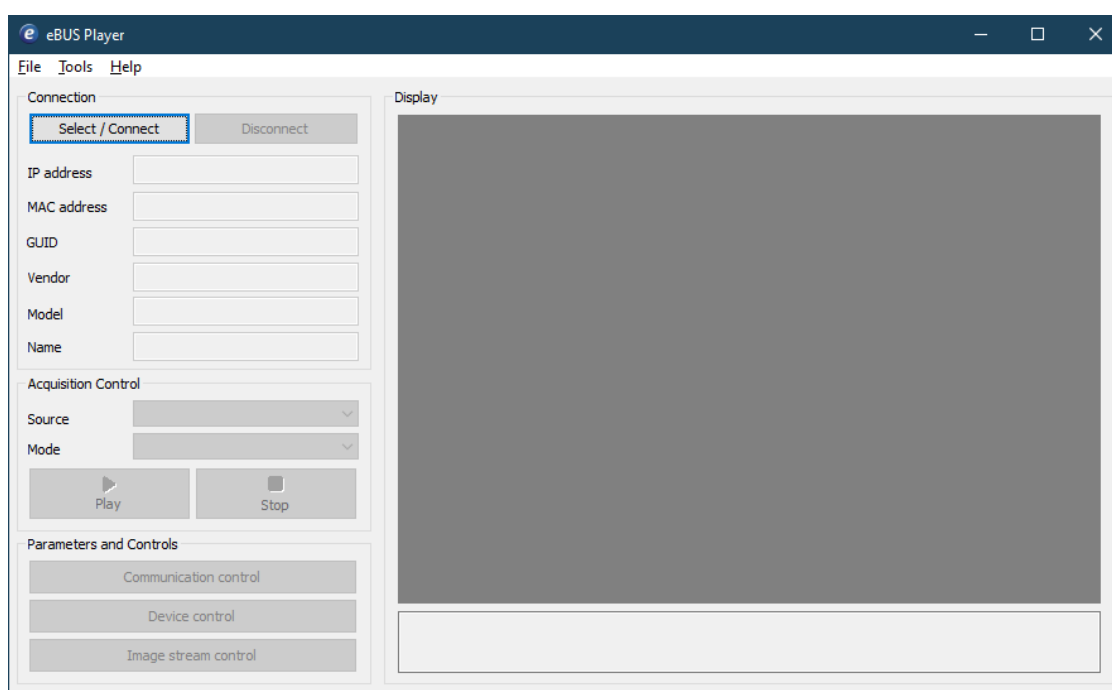 eBUS Player
File Tools Help
Connection
Select / Connect Disconnect
IP address
MAC address
GUID
Vendor
Model
Name
Acquisition Control
Source
Mode
Play Stop
Parameters and Controls
Communication control
Device control
Image stream control
Display